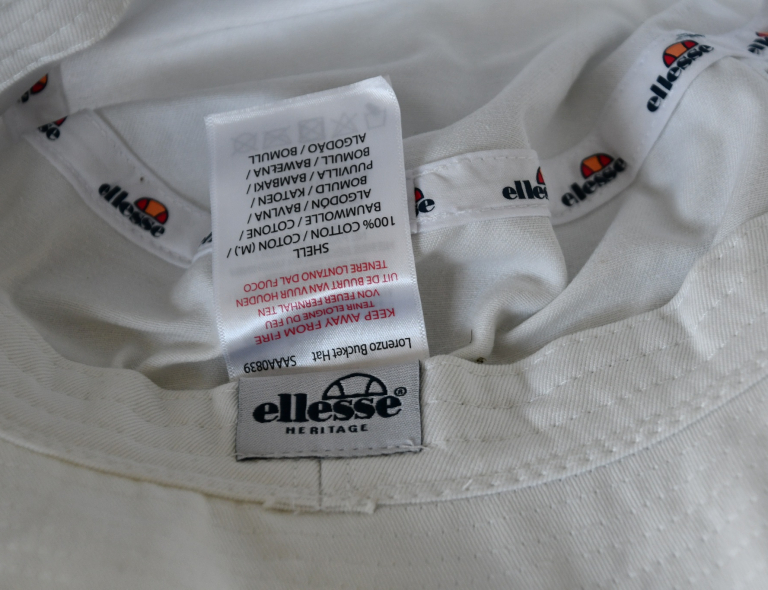 Lorenzo Bucket Hat SAAA0839
KEEP AWAY FROM FIRE
TENIR ELOIGNE DU FEU
VON FEUER FERNHALTEN
UIT DE BUURT VAN VUUR HOUDEN
TENERE LONTANO DAL FUOCO
SHELL
100% COTTON / COTON (M.) /
BAUMWOLLE / COTONE /
ALGODÓN / BAVLNA /
BOMULD / KATOEN /
PUUVILLA / BAMBAKI /
BOMULL / BAWEŁNA /
ALGODÃO / BOMULL
ellesse®
HERITAGE
ellesse
ellesse
ellesse